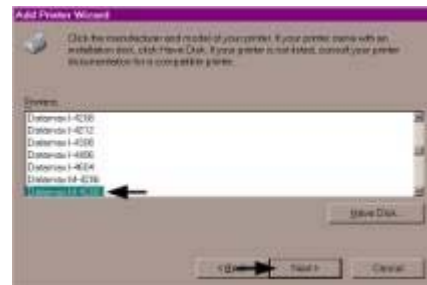 Add Printer Wizard
Click the manufacturer and model of your printer. If your printer came with an
installation disk, click Have Disk. If your printer is not listed, consult your printer
documentation for a compatible printer.
Printers:
Datamax I-4208
Datamax I-4212
Datamax I-4308
Datamax I-4406
Datamax I-4604
Datamax M-4206
Have Disk...
Next >
Cancel